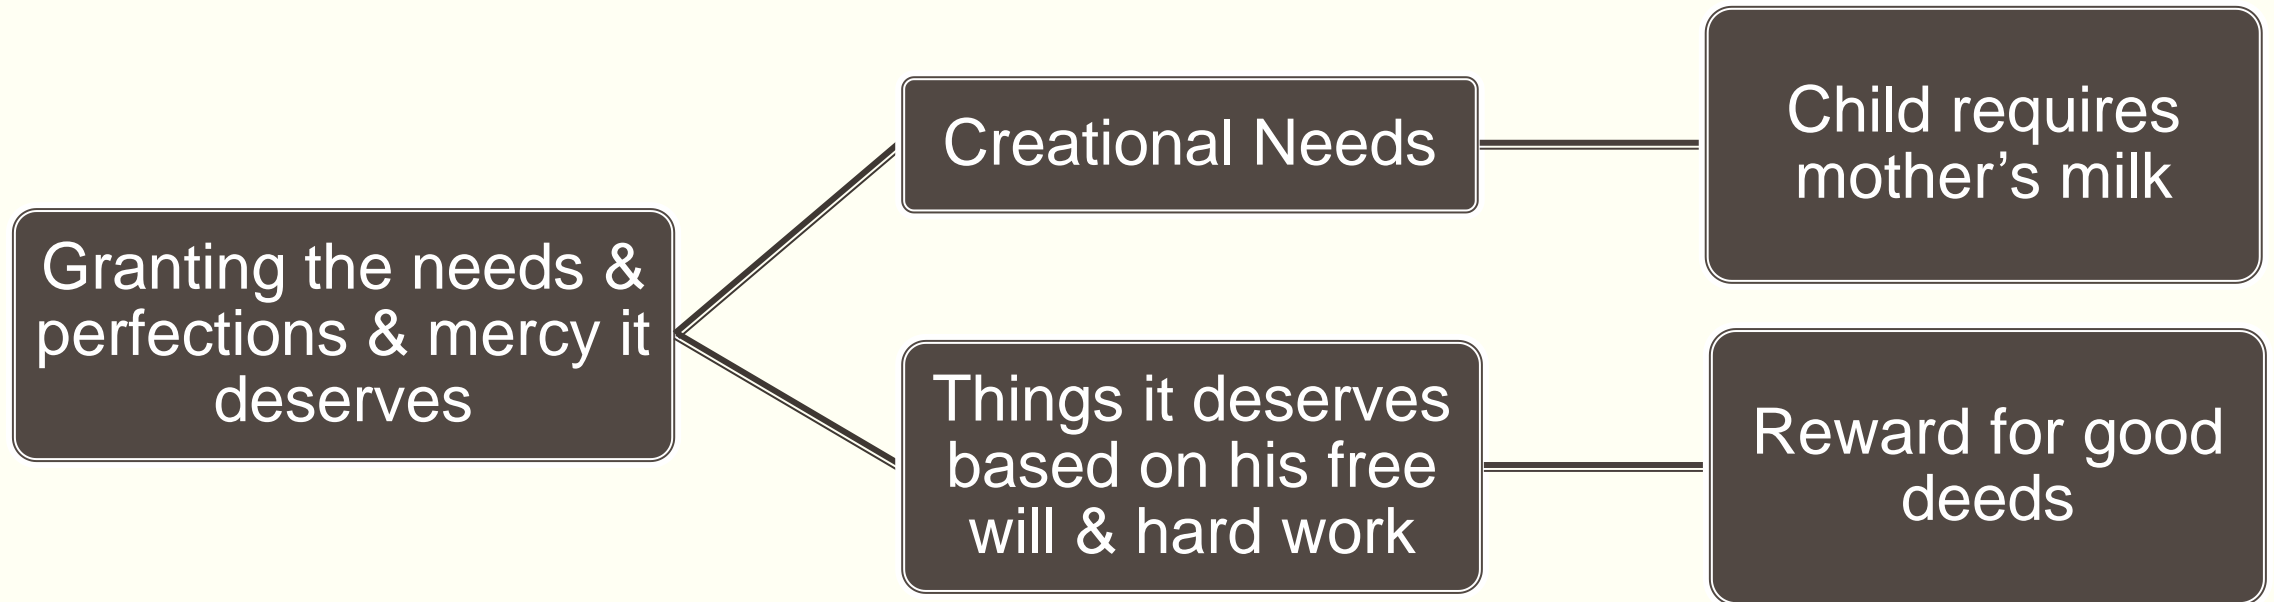 Granting the needs &
perfections & mercy it
deserves
Creational Needs
Child requires
mother’s milk
Things it deserves
based on his free
will & hard work
Reward for good
deeds